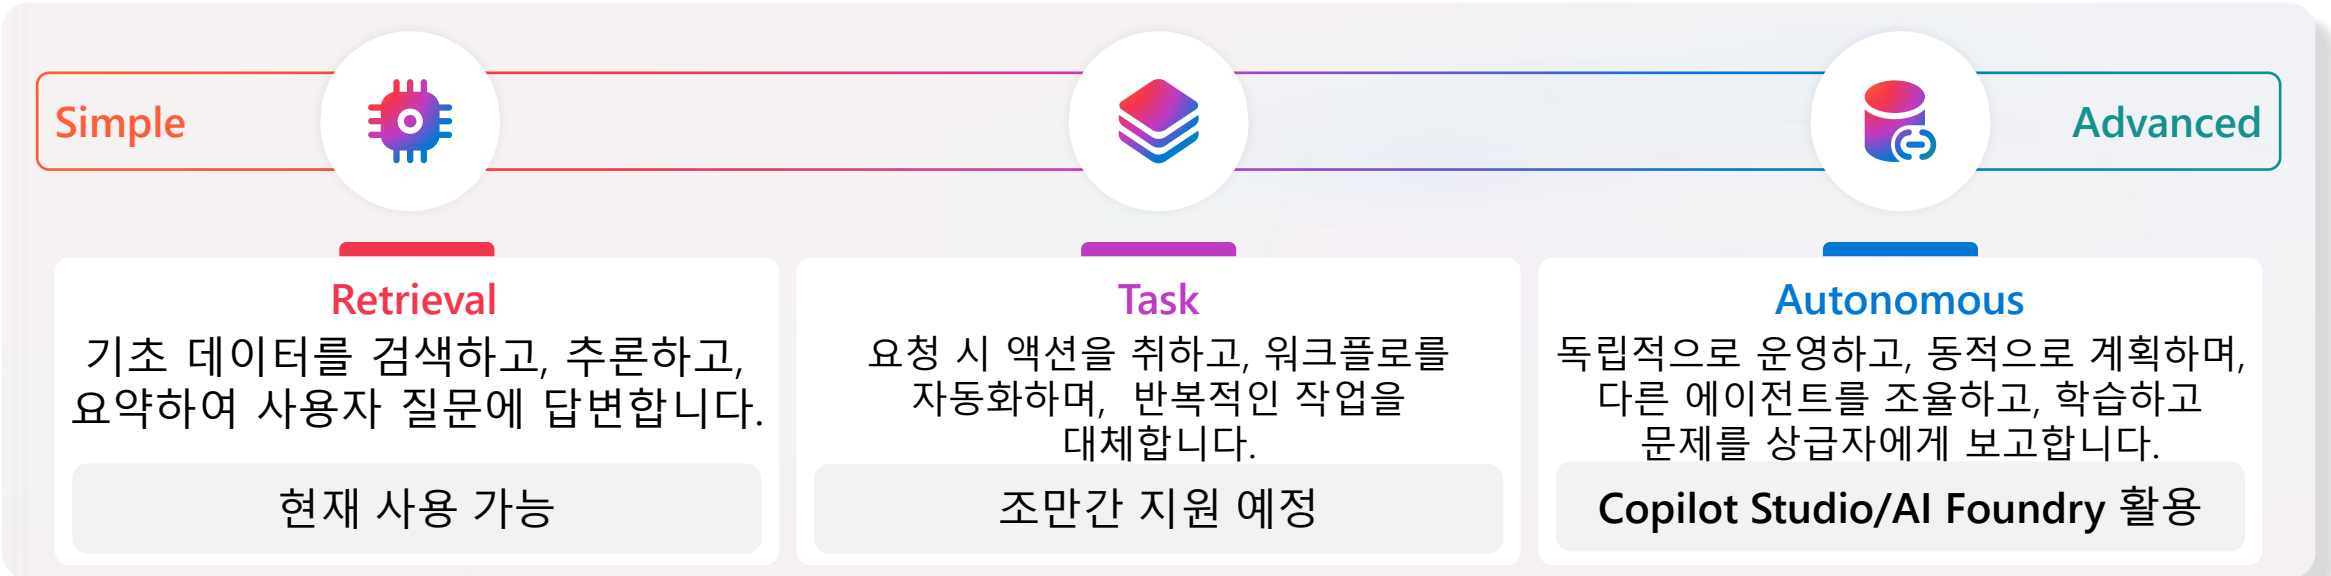 Simple
Advanced
Retrieval
기초 데이터를 검색하고, 추론하고,
요약하여 사용자 질문에 답변합니다.
현재 사용 가능
Task
요청 시 액션을 취하고, 워크플로를
자동화하며, 반복적인 작업을
대체합니다.
조만간 지원 예정
Autonomous
독립적으로 운영하고, 동적으로 계획하며,
다른 에이전트를 조율하고, 학습하고
문제를 상급자에게 보고합니다.
Copilot Studio/AI Foundry 활용